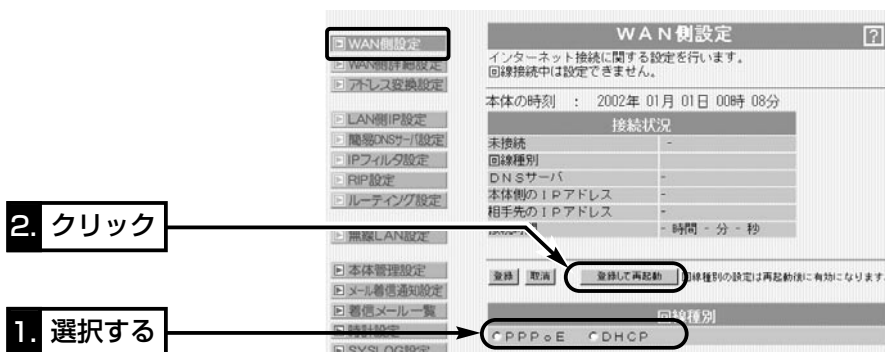 WAN側設定
WAN側詳細設定
アドレス変換設定
LAN側IP設定
簡易DNSサーバ設定
IPフィルタ設定
RIP設定
ルーティング設定
無線LAN設定
本体管理設定
メール着信通知設定
着信メール一覧
時計設定
SYSLOG設定
WAN側設定
?
インターネット接続に関する設定を行います。
回線接続中は設定できません。
本体の時刻 : 2002年 01月 01日 00時 08分
接続状況
未接続 -
回線種別
DNSサーバ -
本体側のIPアドレス -
相手先のIPアドレス -
- 時間 - 分 - 秒
登録 取消 登録して再起動 回線種別の設定は再起動後に有効になります。
回線種別
PPPoE DHCP
2. クリック
1. 選択する